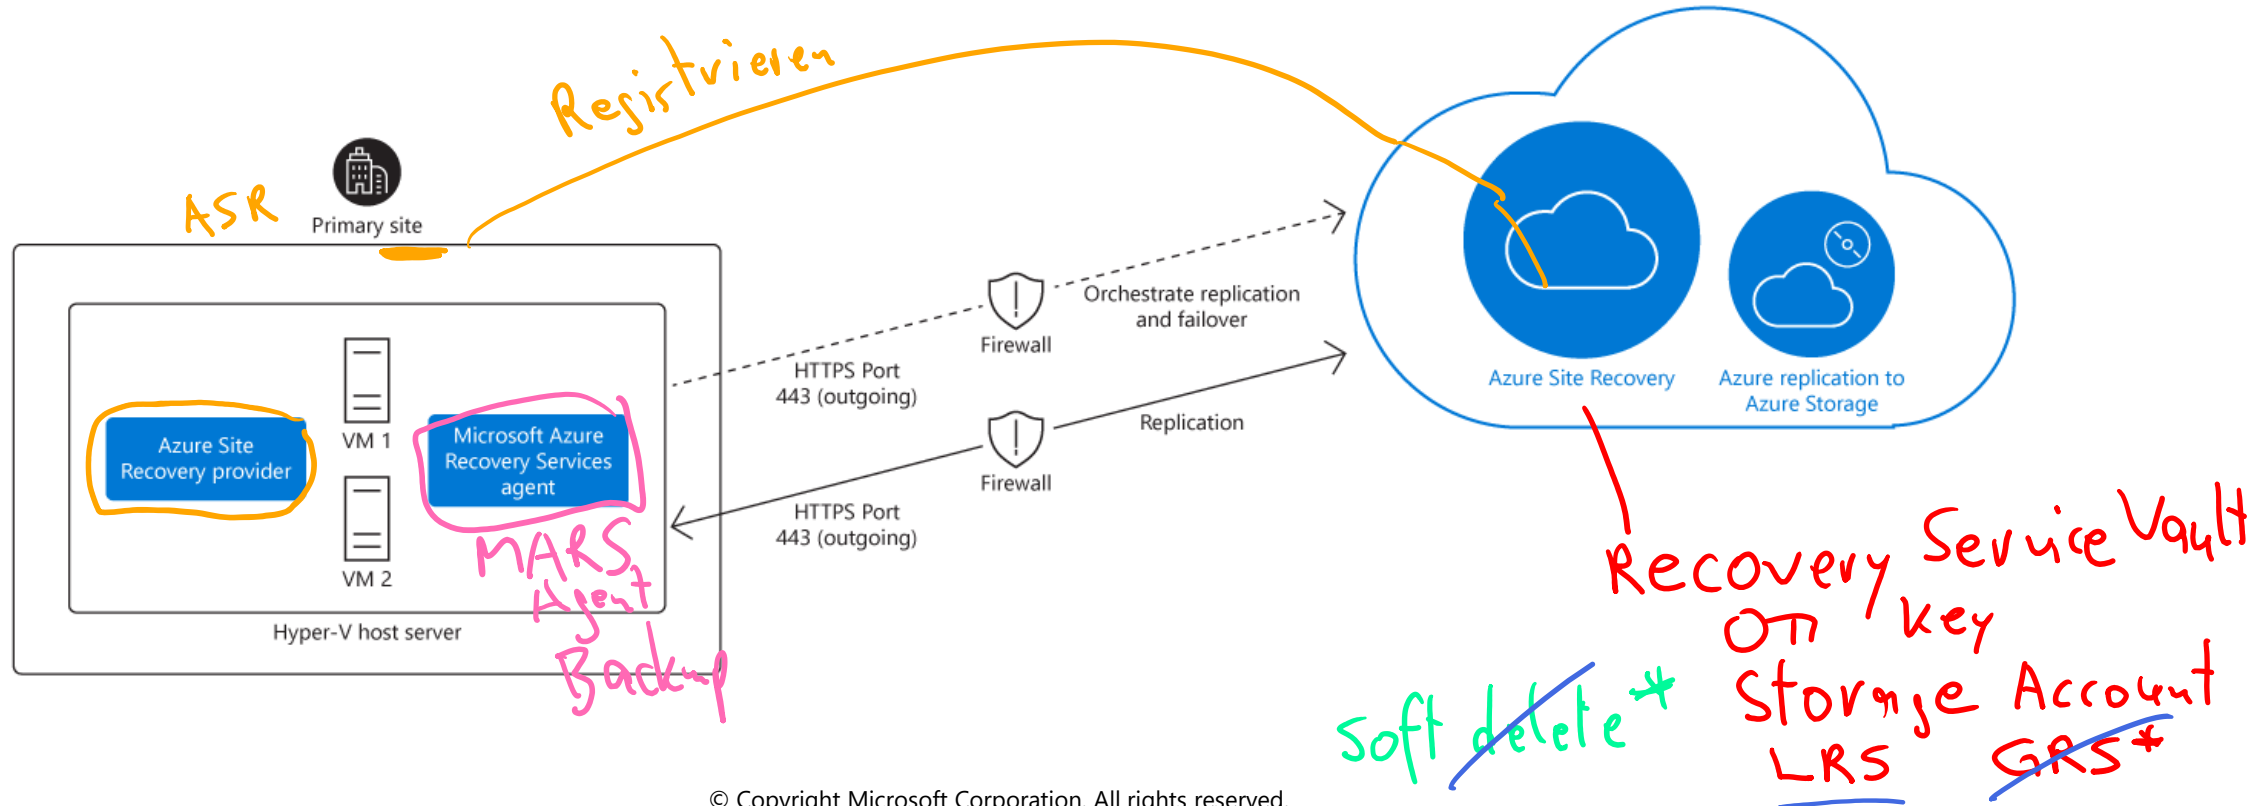 Registrieren
ASR
Primary site
Orchestrate replication
and failover
Firewall
HTTPS Port
443 (outgoing)
Azure Site Recovery
Azure replication to
Azure Storage
Azure Site
Recovery provider
VM 1
Microsoft Azure
Recovery Services
agent
Replication
Firewall
HTTPS Port
443 (outgoing)
VM 2
MARS
Agent
Backup
Hyper-V host server
Recovery Service Vault
Key
Storage Account
LRS GRS*
soft delete*
© Copyright Microsoft Corporation. All rights reserved.